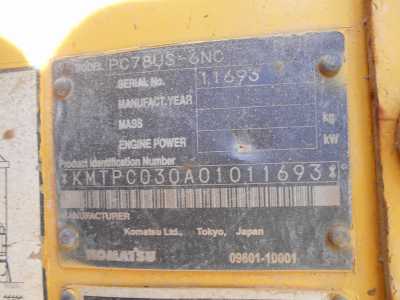 MODEL PC78US-6NO
SERIAL NO. 11693
MANUFACT.YEAR
MASS kg
ENGINE POWER kW
Product Identification Number
*KMTPC030A01011693*
MANUFACTURER
Komatsu Ltd., Tokyo, Japan
KOMATSU 09601-10001